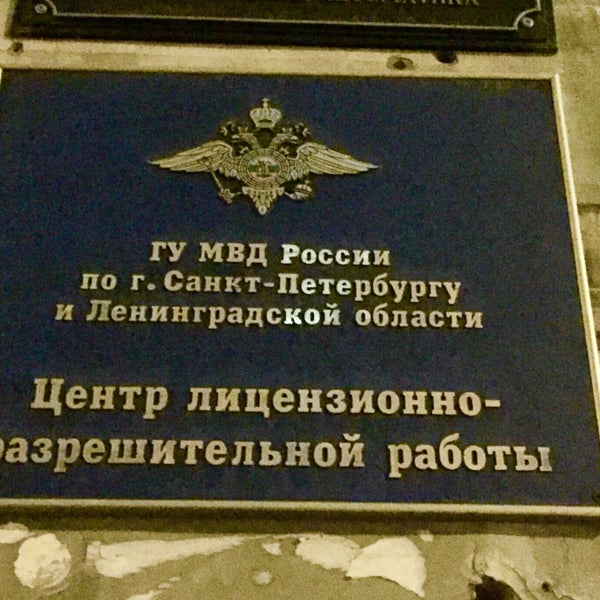 ГУ МВД России
по г. Санкт-Петербургу
и Ленинградской области
Центр лицензионно-
разрешительной работы